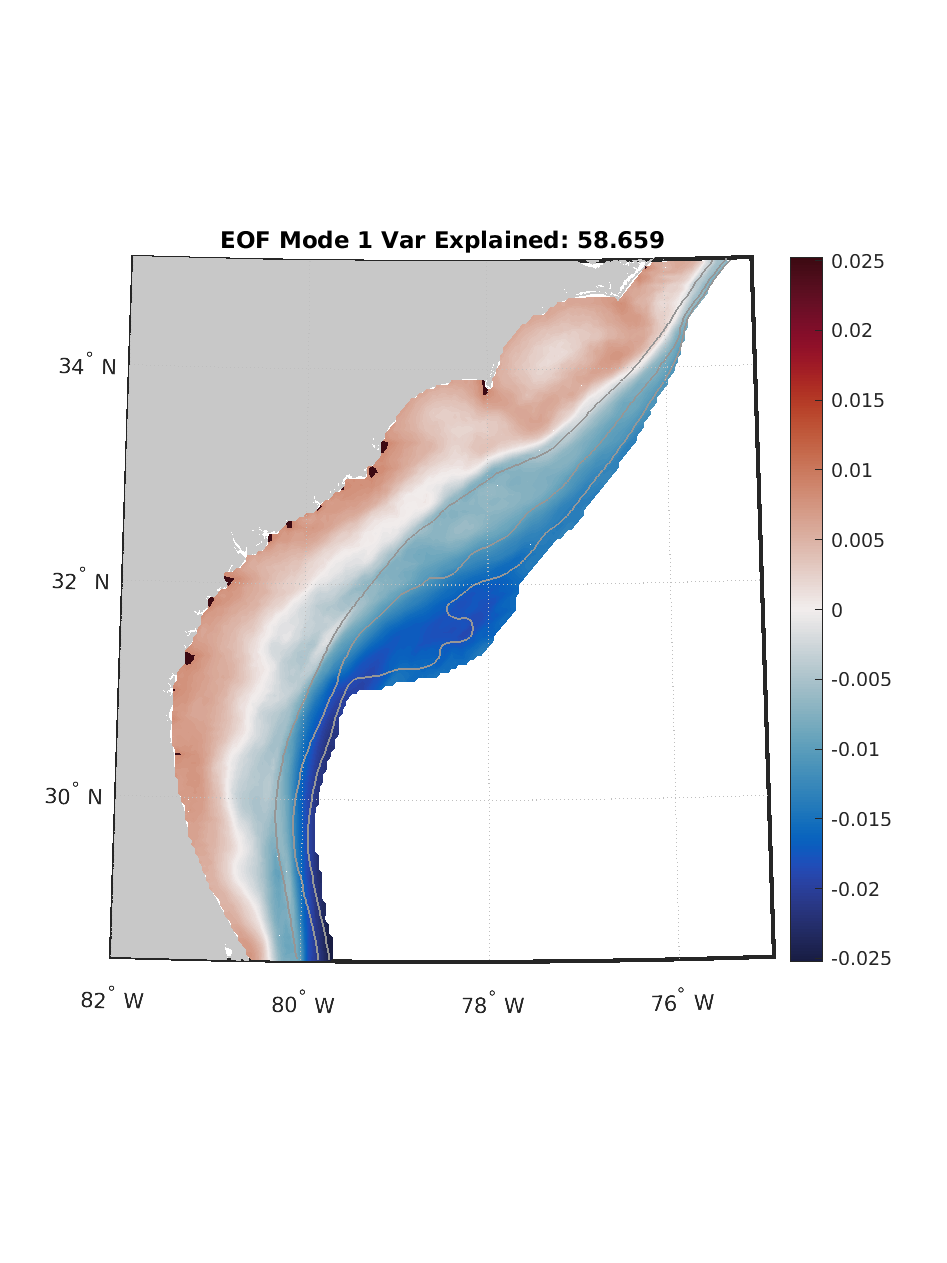 EOF Mode 1 Var Explained: 58.659
0.025
0.02
0.015
0.01
0.005
0
-0.005
-0.01
-0.015
-0.02
-0.025
34° N
32° N
30° N
82° W
80° W
78° W
76° W